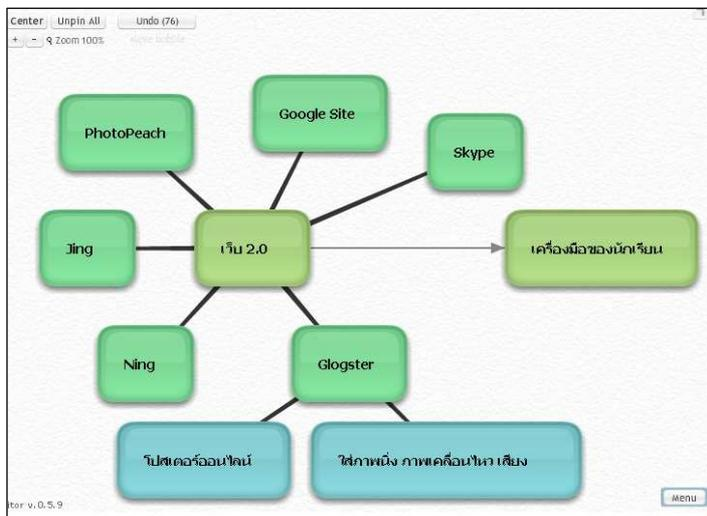 Center Unpin All Undo (76)
+ - Zoom 100%
Google Site
PhotoPeach
Skype
Jing
เว็บ 2.0
เครื่องมือของนักเรียน
Ning
Glogster
โปสเตอร์ออนไลน์
ใส่ภาพนิ่ง ภาพเคลื่อนไหว เสียง
itor v.0.5.9
Menu